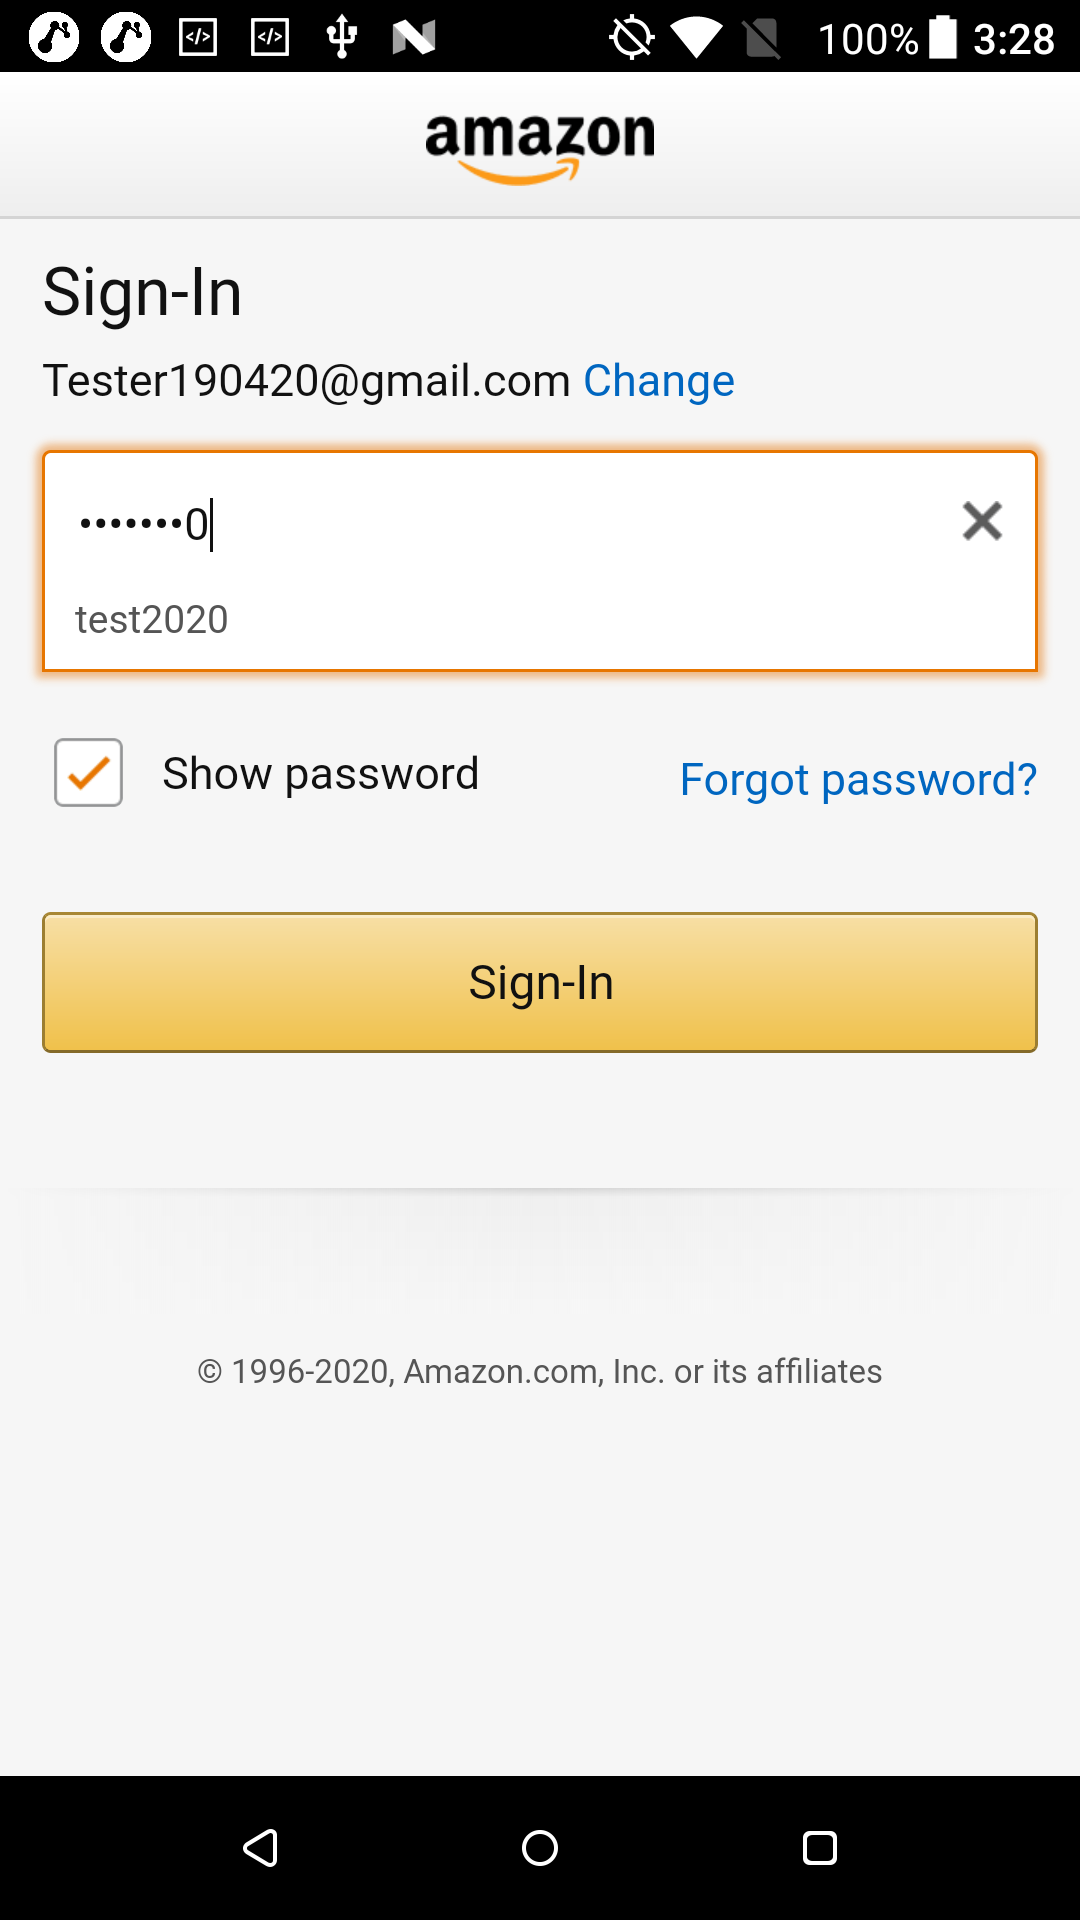 100% 3:28
amazon
Sign-In
Tester190420@gmail.com Change
•••••••0
test2020
Show password
Forgot password?
Sign-In
© 1996-2020, Amazon.com, Inc. or its affiliates